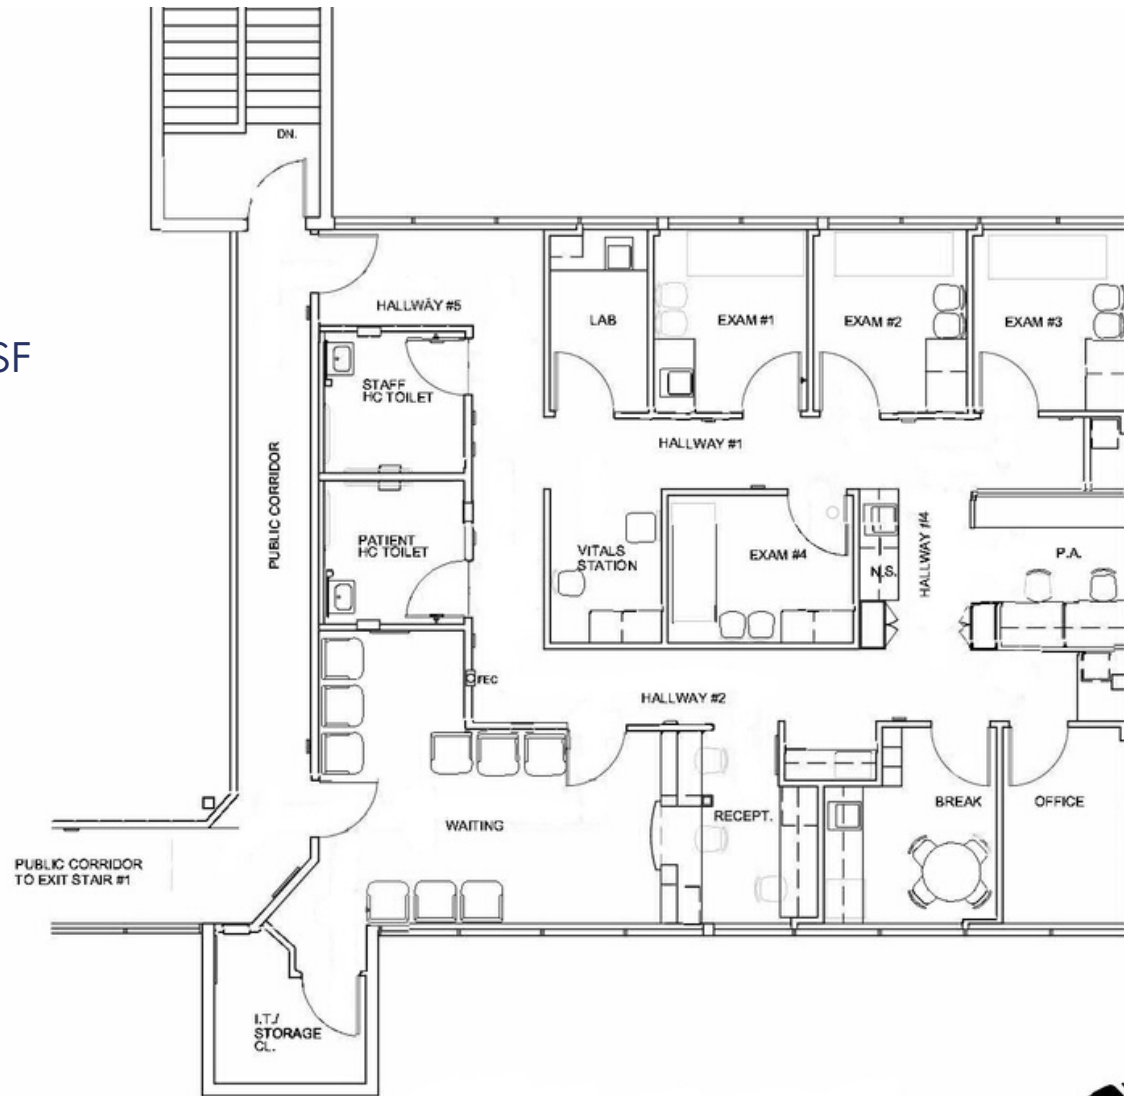 DN.
HALLWAY #5
SF
LAB
EXAM #1
EXAM #2
EXAM #3
STAFF
HC TOILET
HALLWAY #1
PUBLIC CORRIDOR
PATIENT
HC TOILET
VITALS
STATION
EXAM #4
N.S.
HALLWAY #4
P.A.
FEC
HALLWAY #2
WAITING
RECEPT.
BREAK
OFFICE
PUBLIC CORRIDOR
TO EXIT STAIR #1
I.T./
STORAGE
CL.